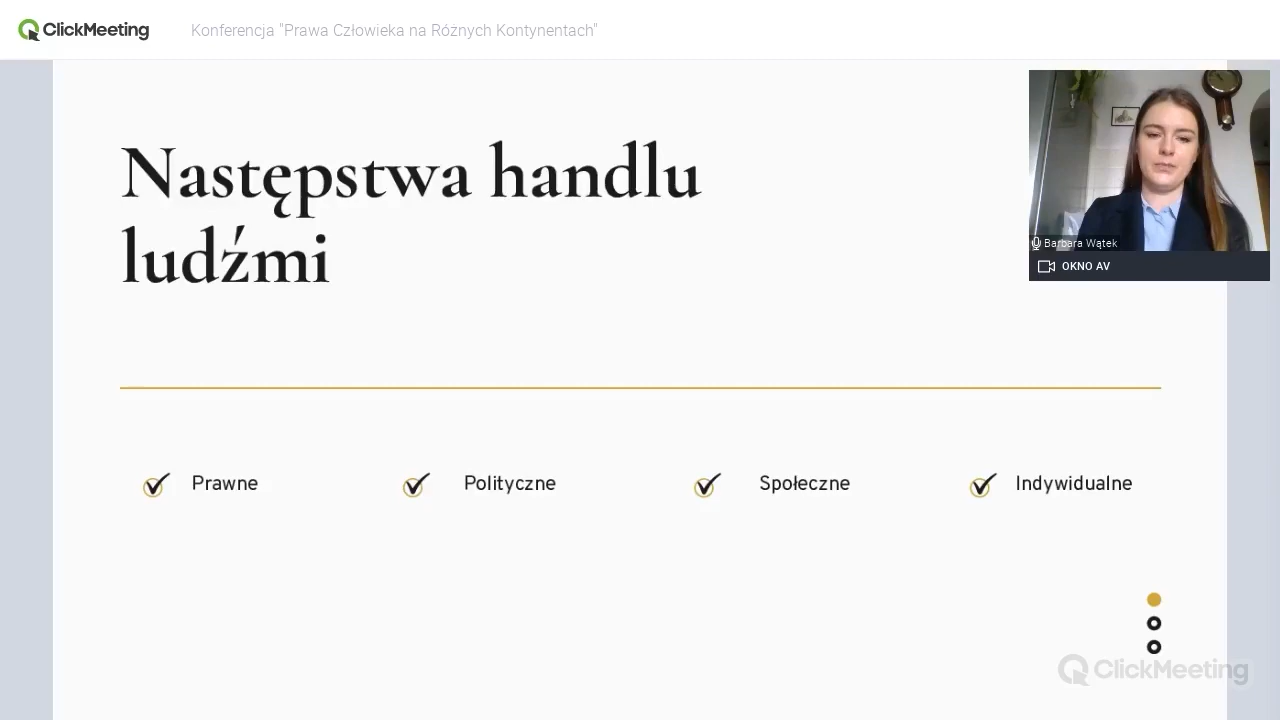 ClickMeeting
Konferencja "Prawa Człowieka na Różnych Kontynentach"
Następstwa handlu
ludźmi
Barbara Wątek
OKNO AV
Prawne
Polityczne
Społeczne
Indywidualne
ClickMeeting